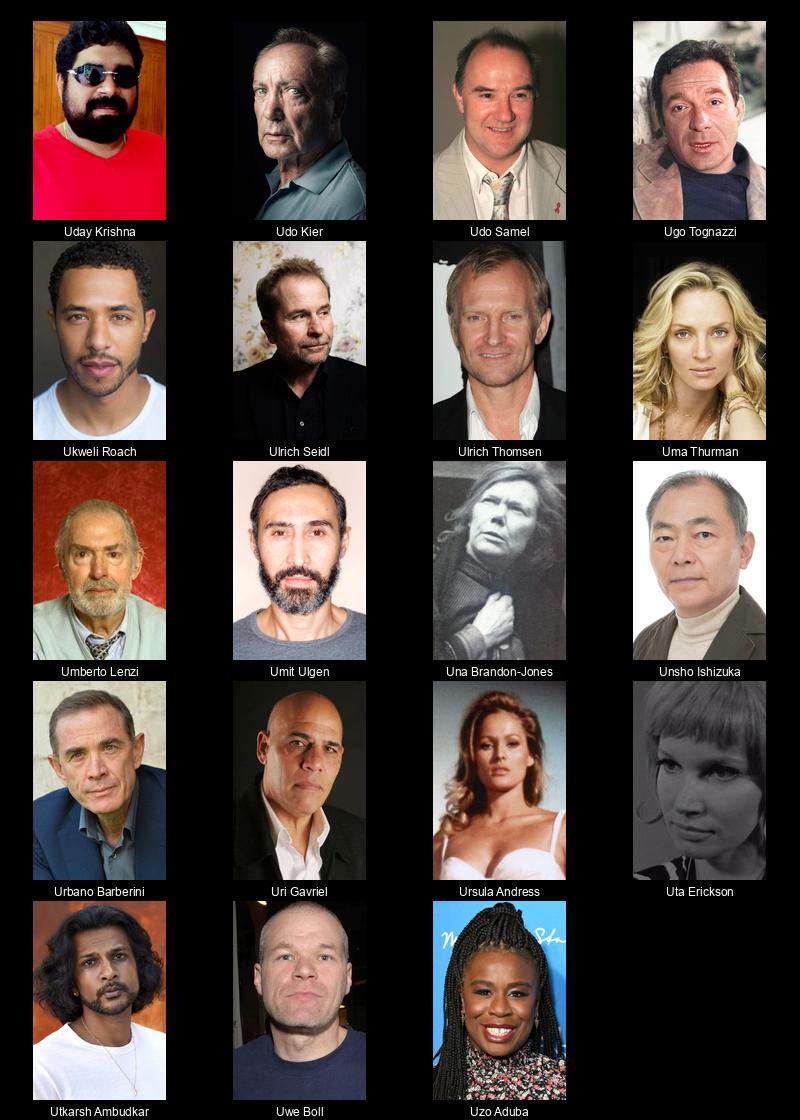 Uday Krishna
Udo Kier
Udo Samel
Ugo Tognazzi
Ukweli Roach
Ulrich Seidl
Ulrich Thomsen
Uma Thurman
Umberto Lenzi
Umit Ulgen
Una Brandon-Jones
Unsho Ishizuka
Urbano Barberini
Uri Gavriel
Ursula Andress
Uta Erickson
Utkarsh Ambudkar
Uwe Boll
Uzo Aduba